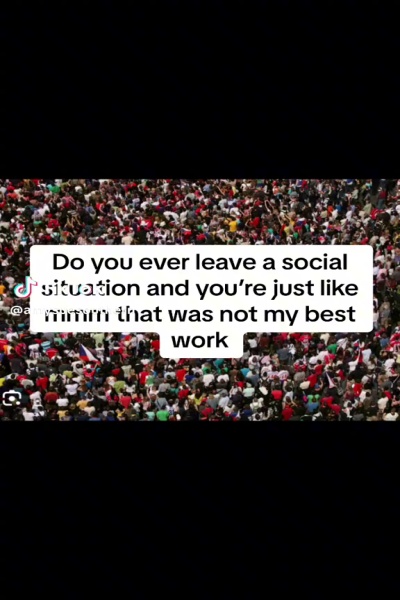 Do you ever leave a social
situation and you're just like
mmm that was not my best
work